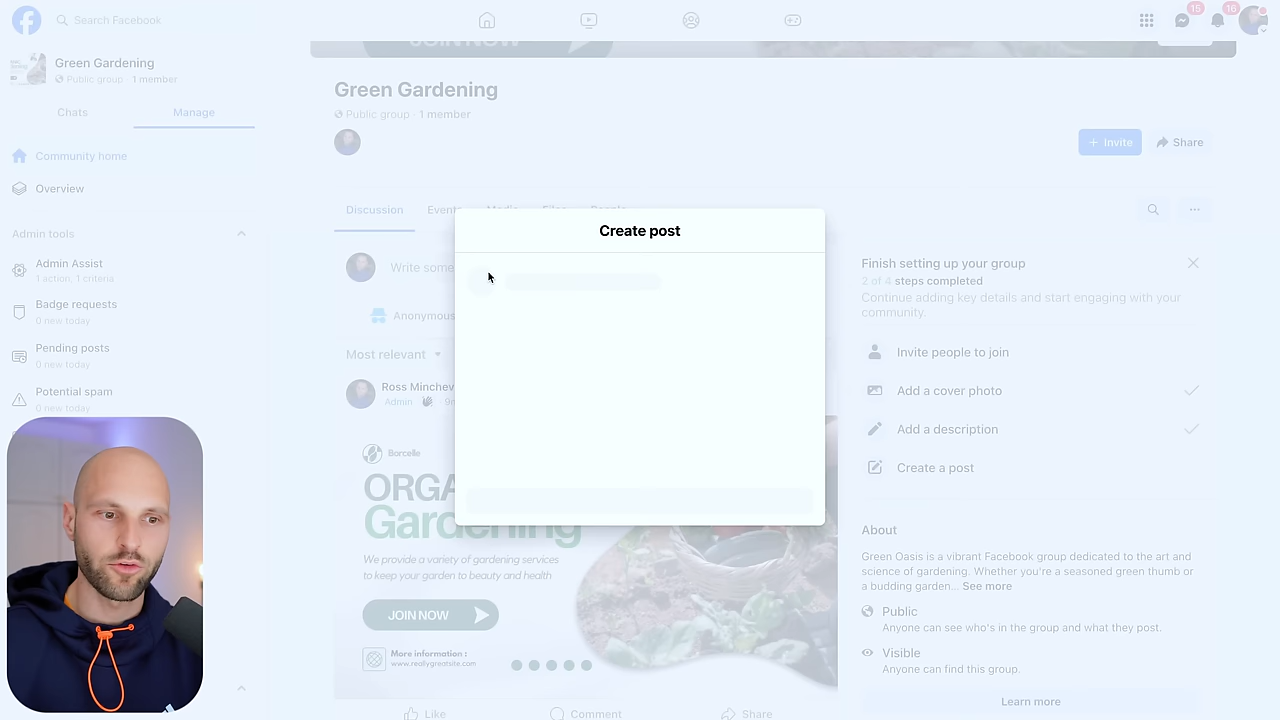 Search Facebook
15
16
Green Gardening
Public group · 1 member
Chats
Manage
Community home
Overview
Admin tools
Admin Assist
1 action, 1 criteria
Badge requests
0 new today
Pending posts
0 new today
Potential spam
0 new today
JOIN NOW
Green Gardening
Public group · 1 member
+ Invite
Share
Discussion
Events
Media
Files
People
Write some
Anonymous
Most relevant
Ross Minchev
Admin
Create post
Borcelle
ORGA
Gardening
We provide a variety of gardening services
to keep your garden to beauty and health
JOIN NOW
More information :
www.reallygreatsite.com
Like
Comment
Share
Finish setting up your group
2 of 4 steps completed
Continue adding key details and start engaging with your
community.
Invite people to join
Add a cover photo
Add a description
Create a post
About
Green Oasis is a vibrant Facebook group dedicated to the art and
science of gardening. Whether you're a seasoned green thumb or
a budding garden... See more
Public
Anyone can see who's in the group and what they post.
Visible
Anyone can find this group.
Learn more